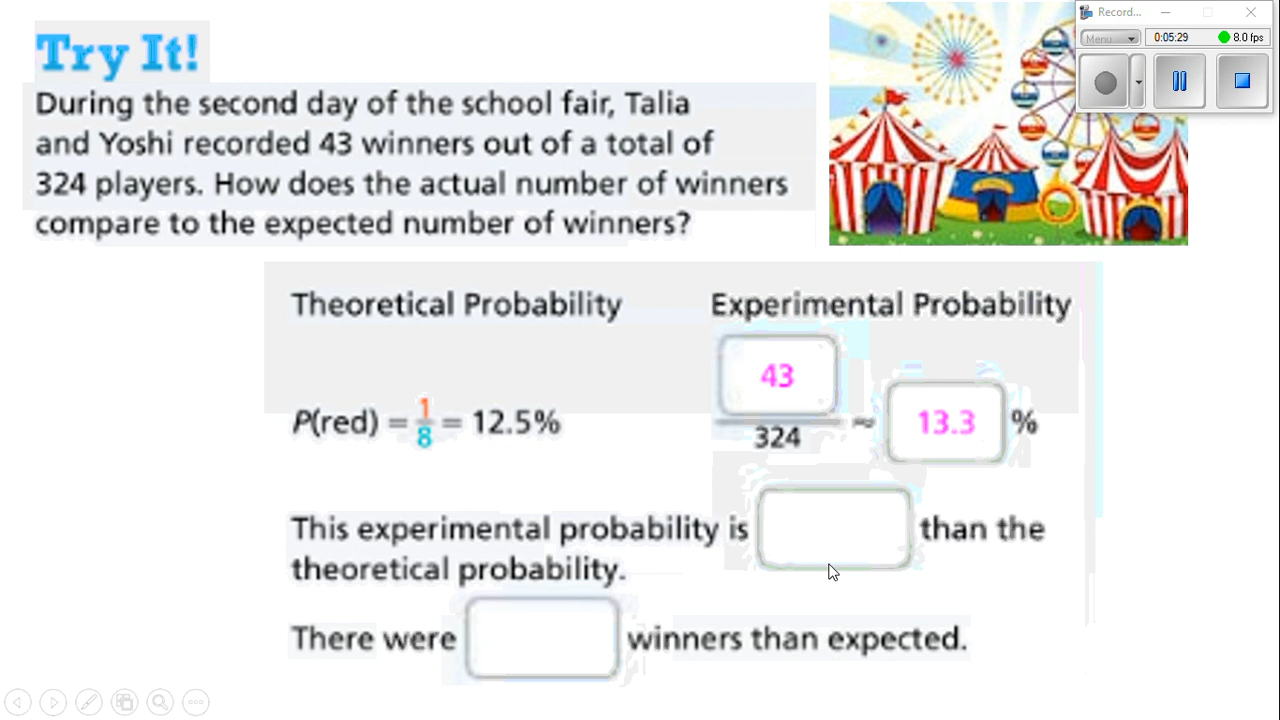 Record...
Menu
0:05:29
8.0 fps
Try It!
During the second day of the school fair, Talia
and Yoshi recorded 43 winners out of a total of
324 players. How does the actual number of winners
compare to the expected number of winners?
Theoretical Probability
Experimental Probability
P(red) = 1/8 = 12.5%
43/324 ≈ 13.3 %
This experimental probability is than the
theoretical probability.
There were winners than expected.